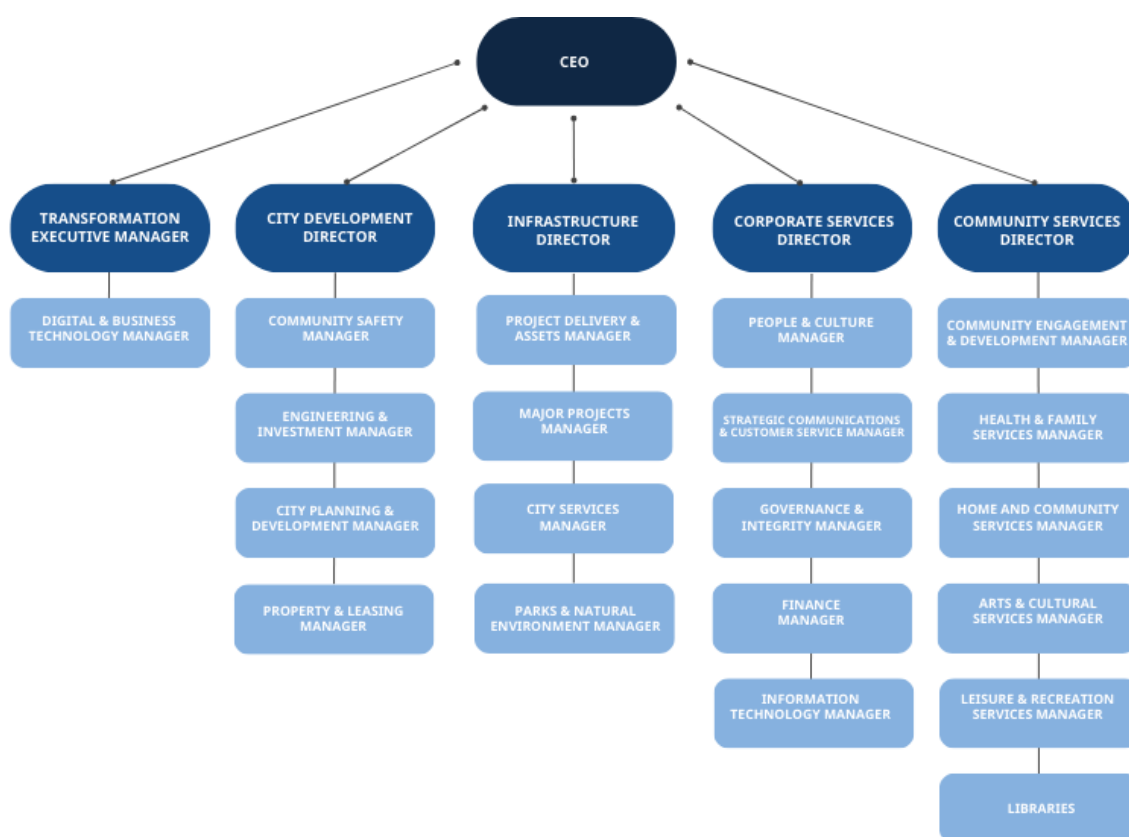 CEO
TRANSFORMATION
EXECUTIVE MANAGER
DIGITAL & BUSINESS
TECHNOLOGY MANAGER
CITY DEVELOPMENT
DIRECTOR
COMMUNITY SAFETY
MANAGER
ENGINEERING &
INVESTMENT MANAGER
CITY PLANNING &
DEVELOPMENT MANAGER
PROPERTY & LEASING
MANAGER
INFRASTRUCTURE
DIRECTOR
PROJECT DELIVERY &
ASSETS MANAGER
MAJOR PROJECTS
MANAGER
CITY SERVICES
MANAGER
PARKS & NATURAL
ENVIRONMENT MANAGER
CORPORATE SERVICES
DIRECTOR
PEOPLE & CULTURE
MANAGER
STRATEGIC COMMUNICATIONS
& CUSTOMER SERVICE MANAGER
GOVERNANCE &
INTEGRITY MANAGER
FINANCE
MANAGER
INFORMATION
TECHNOLOGY MANAGER
COMMUNITY SERVICES
DIRECTOR
COMMUNITY ENGAGEMENT
& DEVELOPMENT MANAGER
HEALTH & FAMILY
SERVICES MANAGER
HOME AND COMMUNITY
SERVICES MANAGER
ARTS & CULTURAL
SERVICES MANAGER
LEISURE & RECREATION
SERVICES MANAGER
LIBRARIES